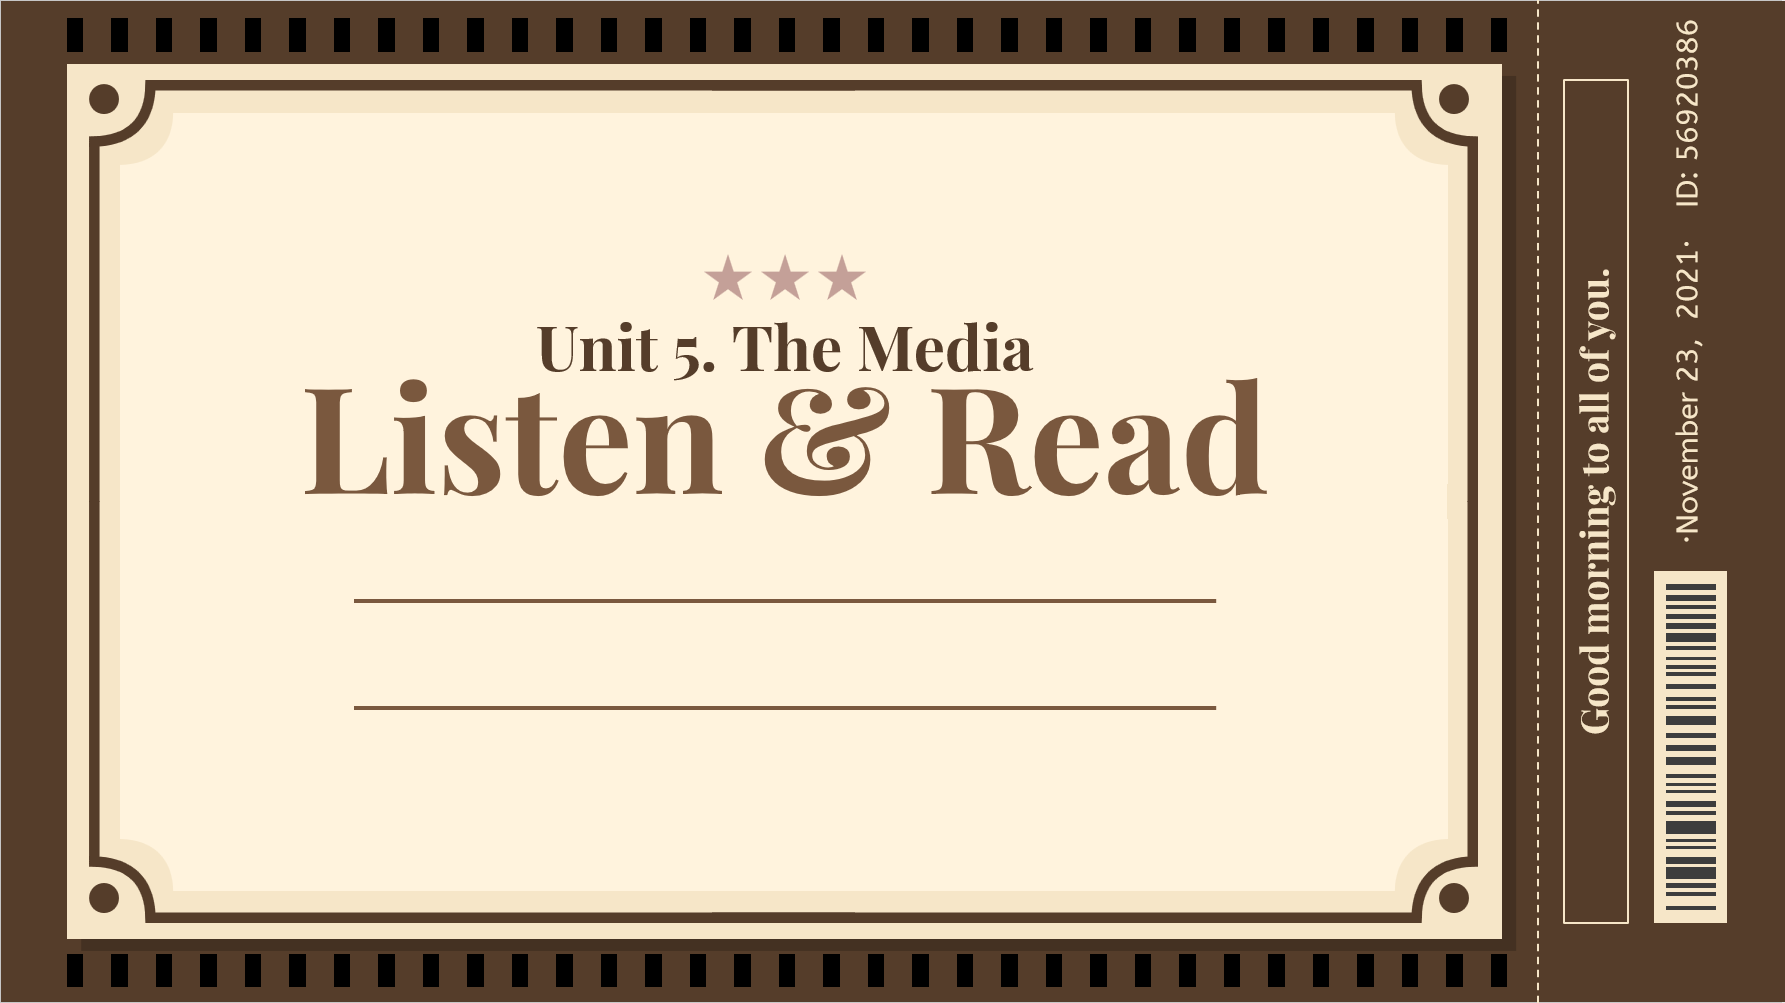 Unit 5. The Media
Listen & Read
Good morning to all of you.
·November 23, 2021· ID: 56920386